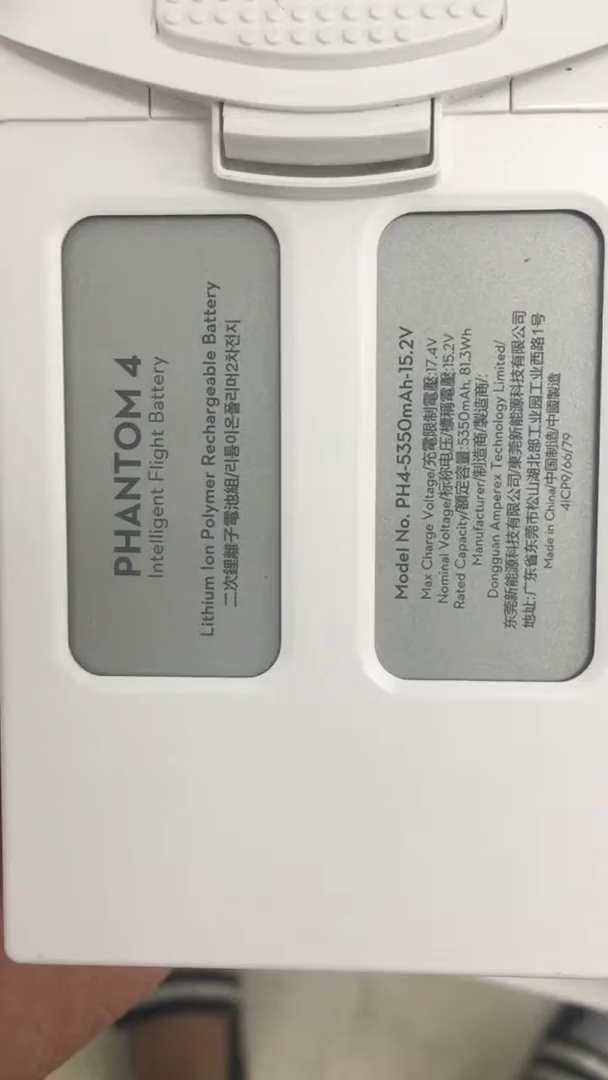 PHANTOM 4
Intelligent Flight Battery
Lithium Ion Polymer Rechargeable Battery
二次鋰離子電池組/리튬이온폴리머2차전지
Model No. PH4-5350mAh-15.2V
Max Charge Voltage/充電限制電壓:17.4V
Nominal Voltage/标称电压/標稱電壓:15.2V
Rated Capacity/額定容量:5350mAh, 81.3Wh
Manufacturer/制造商/製造商/:
Dongguan Amperex Technology Limited/
东莞新能源科技有限公司/東莞新能源科技有限公司
地址:广东省东莞市松山湖北部工业园工业西路1号
Made in China/中国制造/中國製造
4ICP9/66/79